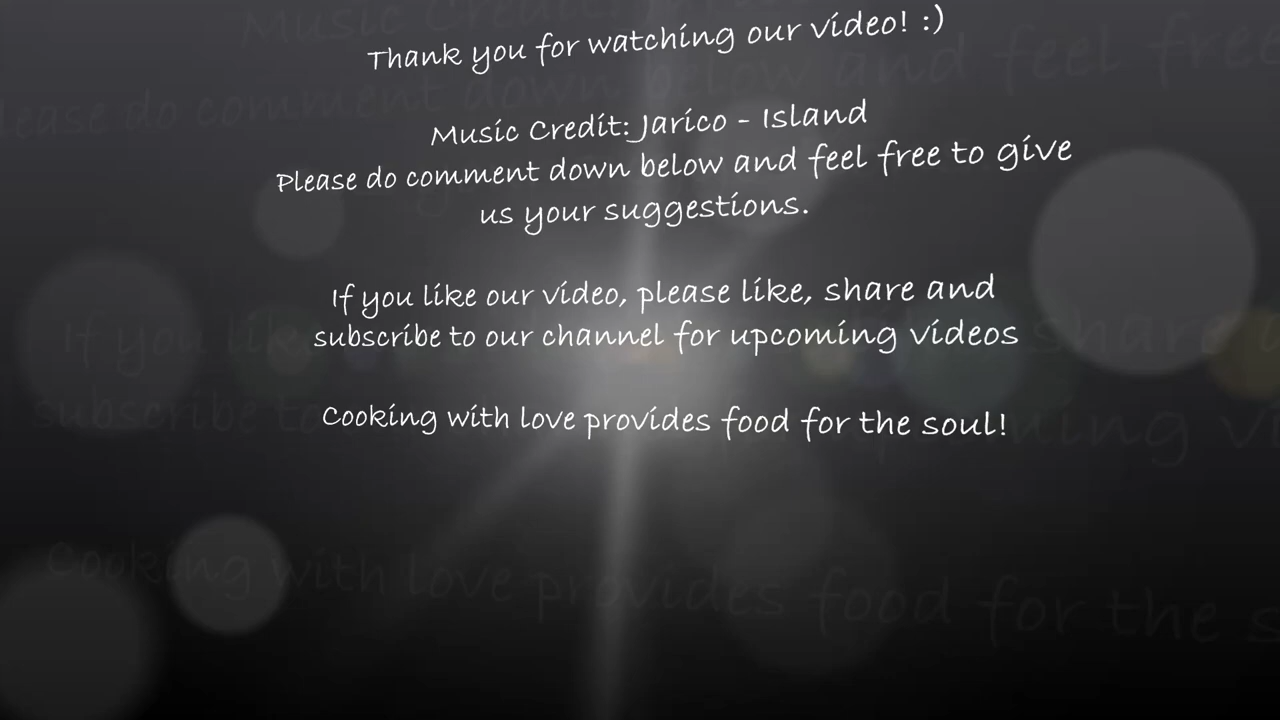 Thank you for watching our video! :)
Music Credit: Jarico - Island
Please do comment down below and feel free to give
us your suggestions.
If you like our video, please like, share and
subscribe to our channel for upcoming videos
Cooking with love provides food for the soul!